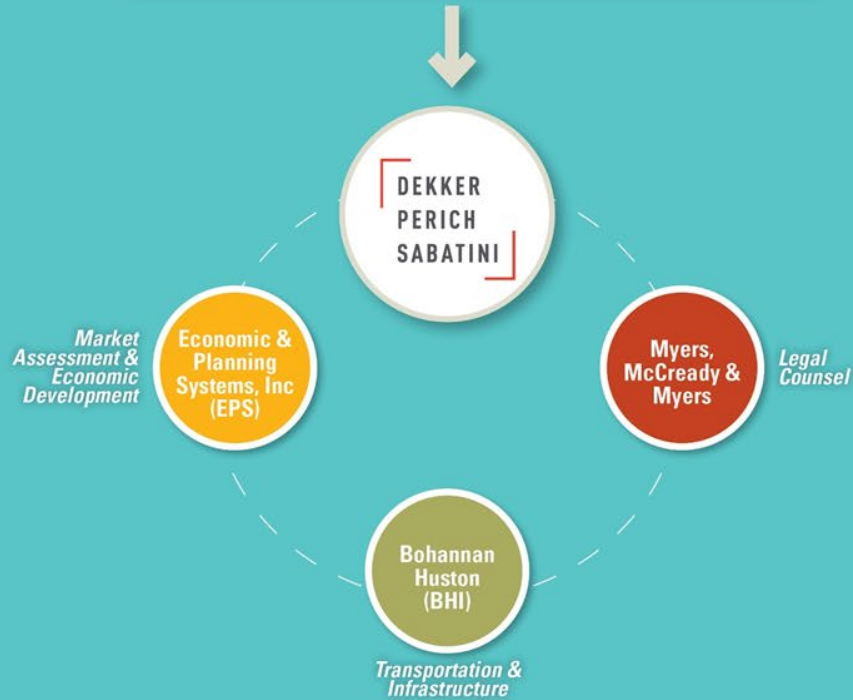 DEKKER
PERICH
SABATINI
Market
Assessment &
Economic
Development
Economic &
Planning
Systems, Inc
(EPS)
Myers,
McCready &
Myers
Legal
Counsel
Bohannan
Huston
(BHI)
Transportation &
Infrastructure